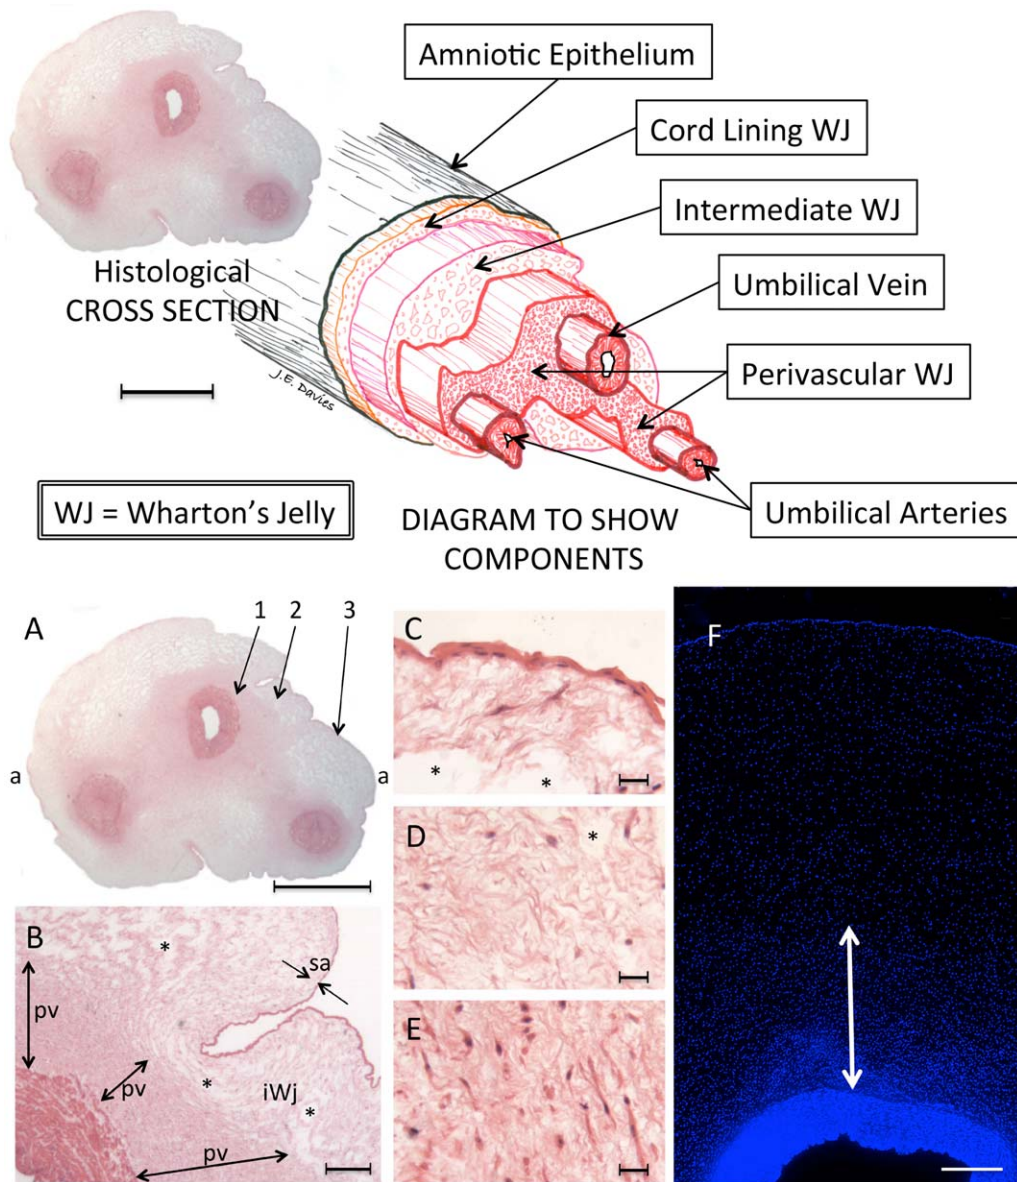 Amniotic Epithelium
Cord Lining WJ
Intermediate WJ
Histological
CROSS SECTION
Umbilical Vein
Perivascular WJ
J.E. Davies
WJ = Wharton's Jelly
DIAGRAM TO SHOW
COMPONENTS
Umbilical Arteries
A
1
2
3
a
a
B
*
sa
pv
pv
*
iWj
*
pv
C
*
*
D
*
E
F